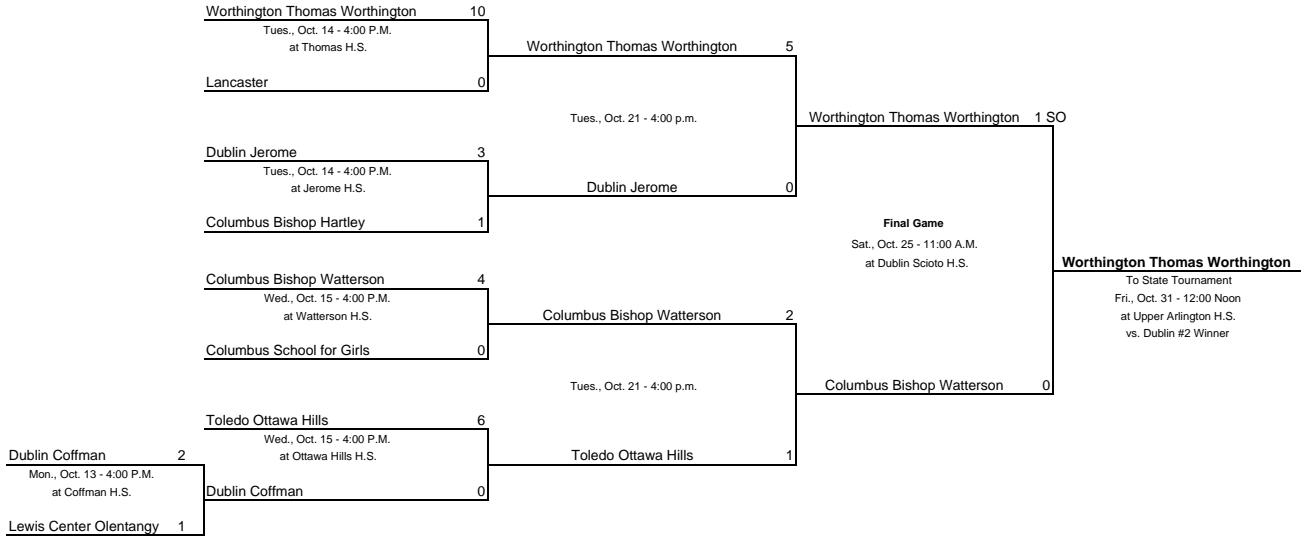 Worthington Thomas Worthington 10
Tues., Oct. 14 - 4:00 P.M.
at Thomas H.S.
Lancaster 0
Worthington Thomas Worthington 5
Tues., Oct. 21 - 4:00 p.m.
Dublin Jerome 3
Tues., Oct. 14 - 4:00 P.M.
at Jerome H.S.
Columbus Bishop Hartley 1
Dublin Jerome 0
Worthington Thomas Worthington 1 SO
Final Game
Sat., Oct. 25 - 11:00 A.M.
at Dublin Scioto H.S.
Worthington Thomas Worthington
To State Tournament
Fri., Oct. 31 - 12:00 Noon
at Upper Arlington H.S.
vs. Dublin #2 Winner
Columbus Bishop Watterson 4
Wed., Oct. 15 - 4:00 P.M.
at Watterson H.S.
Columbus School for Girls 0
Columbus Bishop Watterson 2
Tues., Oct. 21 - 4:00 p.m.
Columbus Bishop Watterson 0
Toledo Ottawa Hills 6
Wed., Oct. 15 - 4:00 P.M.
at Ottawa Hills H.S.
Toledo Ottawa Hills 1
Dublin Coffman 2
Mon., Oct. 13 - 4:00 P.M.
at Coffman H.S.
Dublin Coffman 0
Lewis Center Olentangy 1